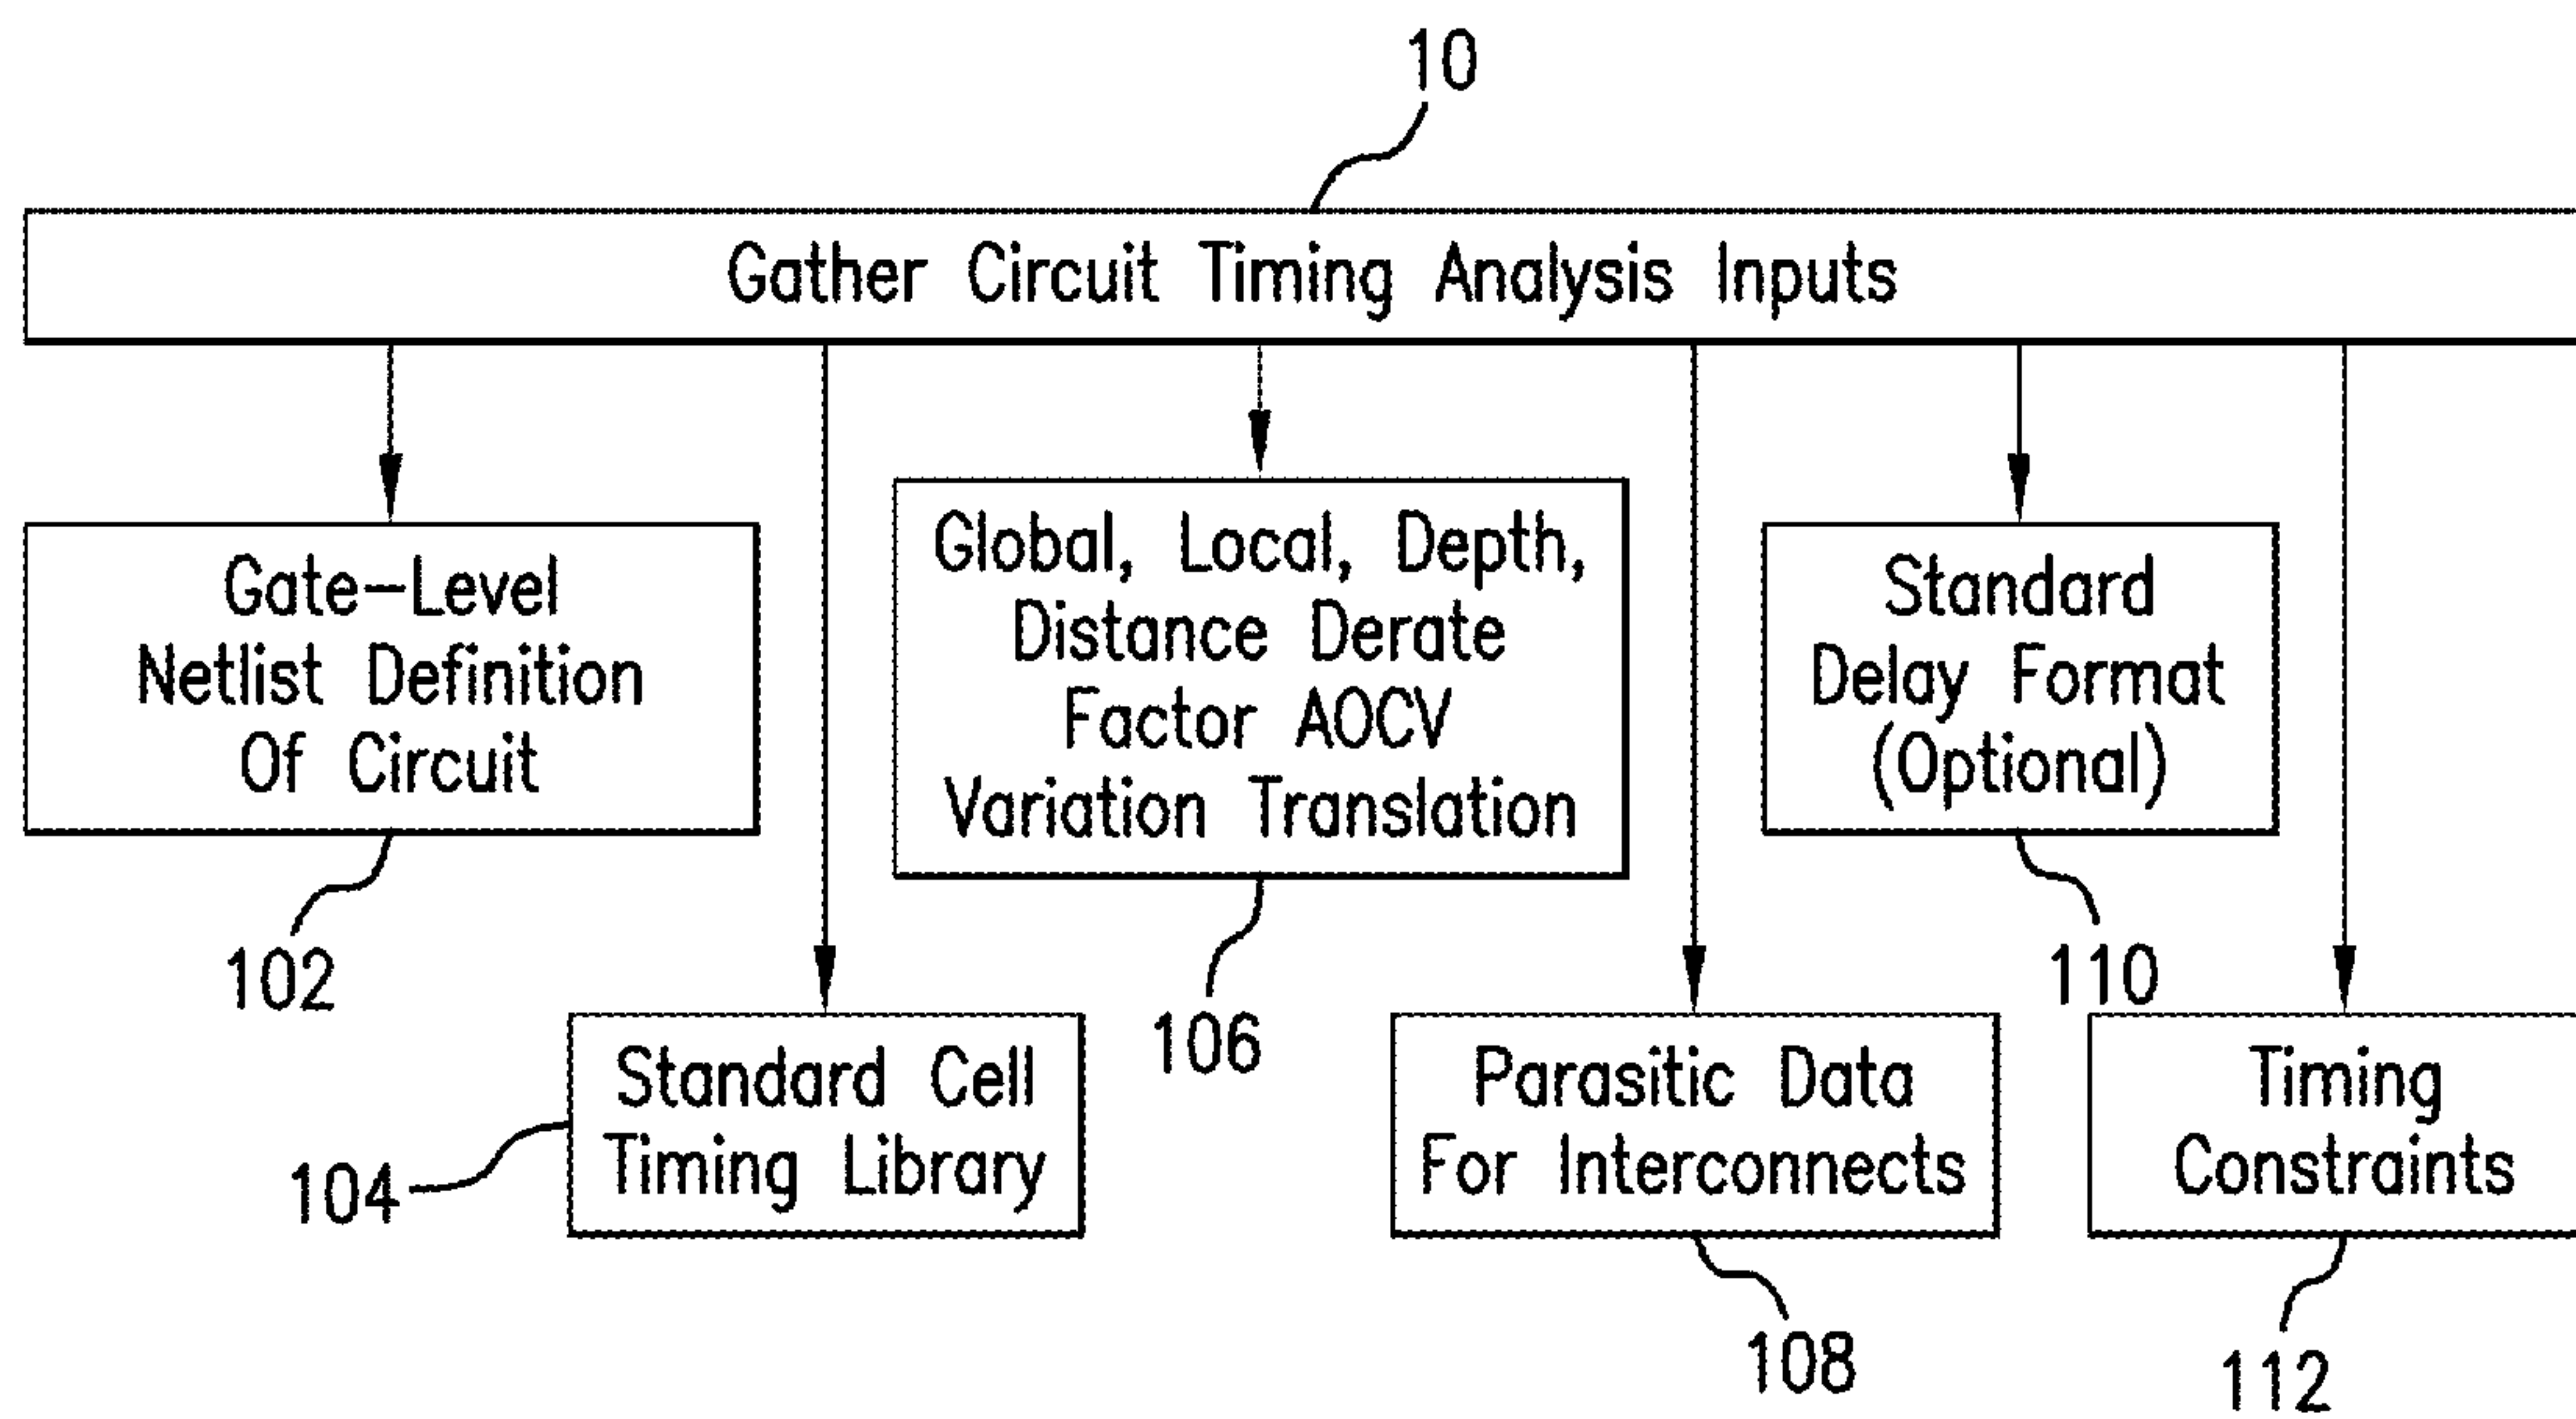 10
Gather Circuit Timing Analysis Inputs
Gate-Level
Netlist Definition
Of Circuit
102
Standard Cell
Timing Library
104
Global, Local, Depth,
Distance Derate
Factor AOCV
Variation Translation
106
Parasitic Data
For Interconnects
108
Standard
Delay Format
(Optional)
110
Timing
Constraints
112